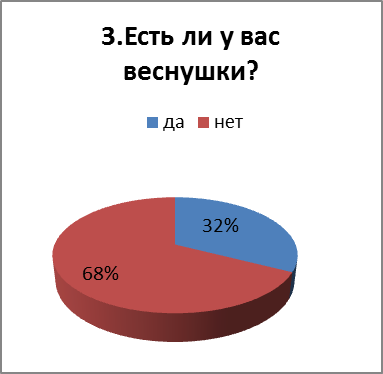 3.Есть ли у вас
веснушки?
да нет
32%
68%